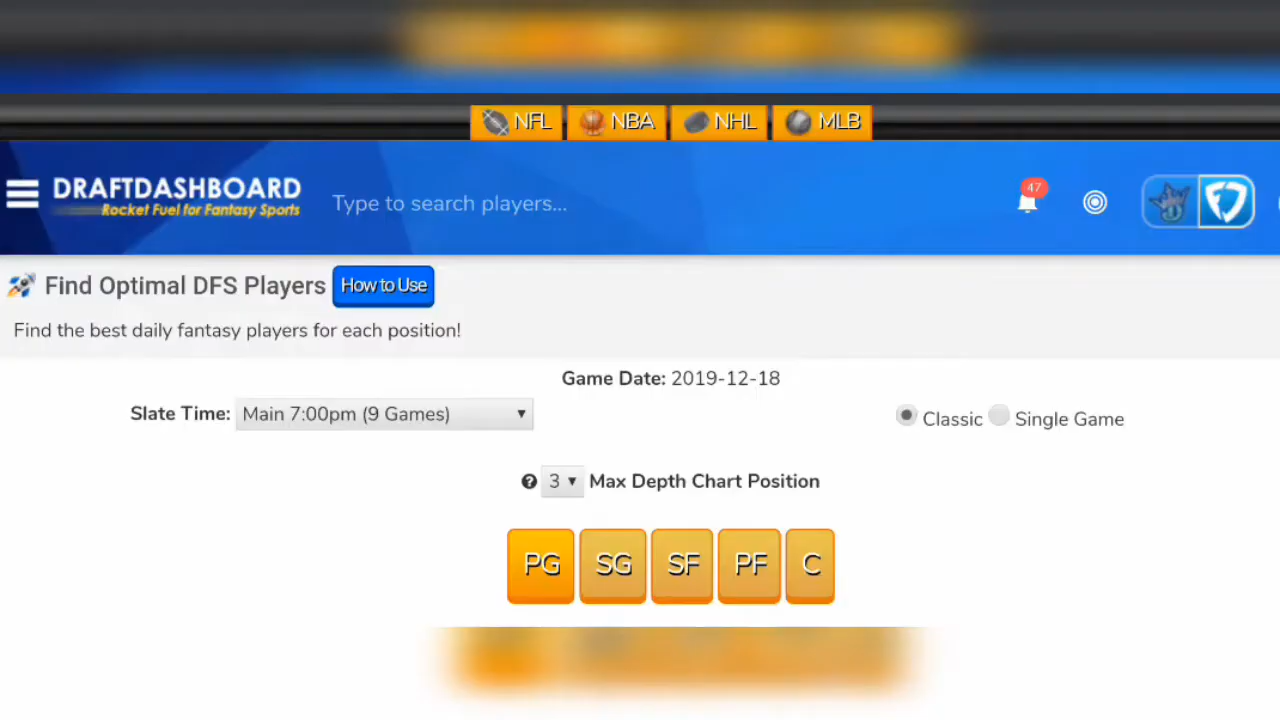 NFL NBA NHL MLB
DRAFTDASHBOARD
Rocket Fuel for Fantasy Sports
Type to search players...
47
Find Optimal DFS Players How to Use
Find the best daily fantasy players for each position!
Game Date: 2019-12-18
Slate Time: Main 7:00pm (9 Games) Classic Single Game
3 Max Depth Chart Position
PG SG SF PF C